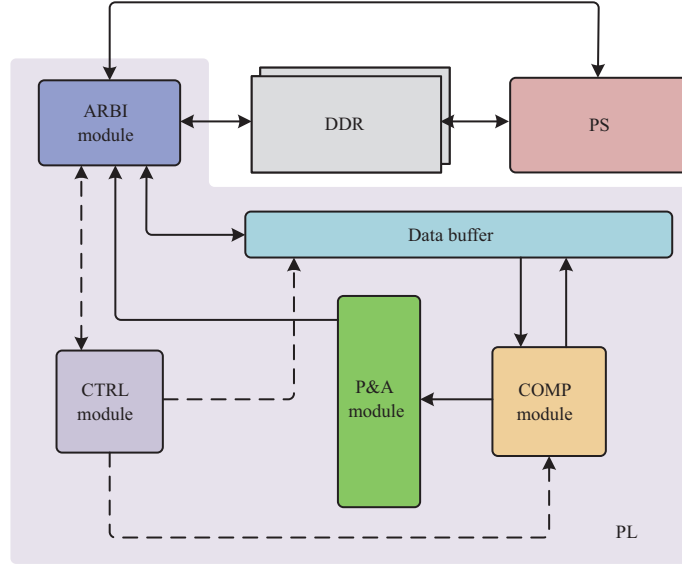 ARBI
module
DDR
PS
Data buffer
CTRL
module
P&A
module
COMP
module
PL